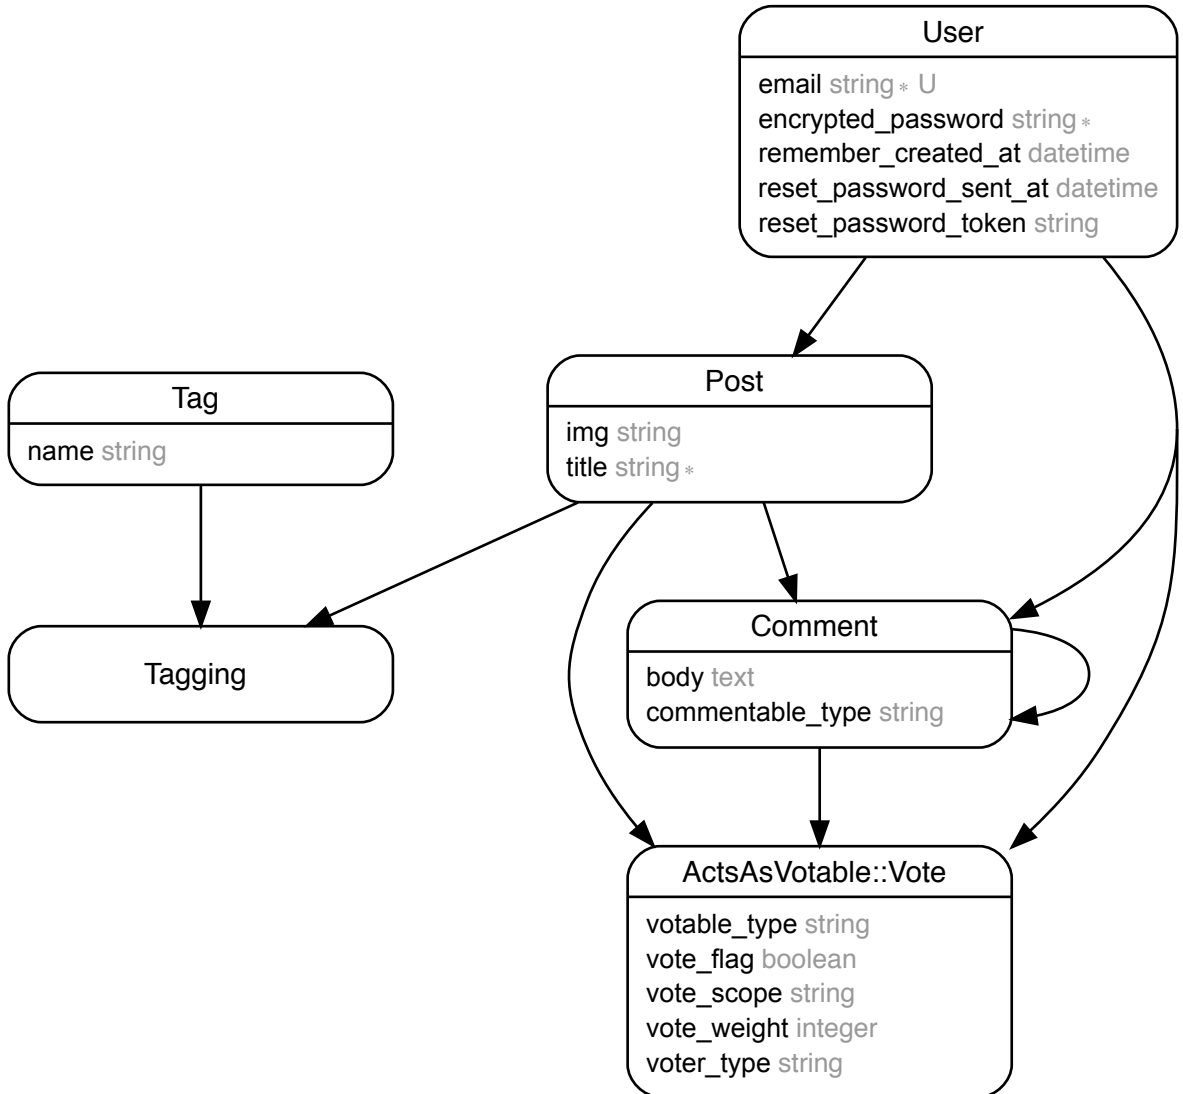 User
email string∗ U
encrypted_password string∗
remember_created_at datetime
reset_password_sent_at datetime
reset_password_token string
Post
img string
title string∗
Tag
name string
Tagging
Comment
body text
commentable_type string
ActsAsVotable::Vote
votable_type string
vote_flag boolean
vote_scope string
vote_weight integer
voter_type string